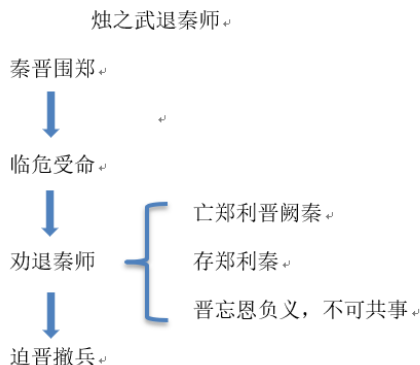 烛之武退秦师
秦晋围郑
临危受命
劝退秦师
亡郑利晋阙秦
存郑利秦
晋忘恩负义，不可共事
迫晋撤兵